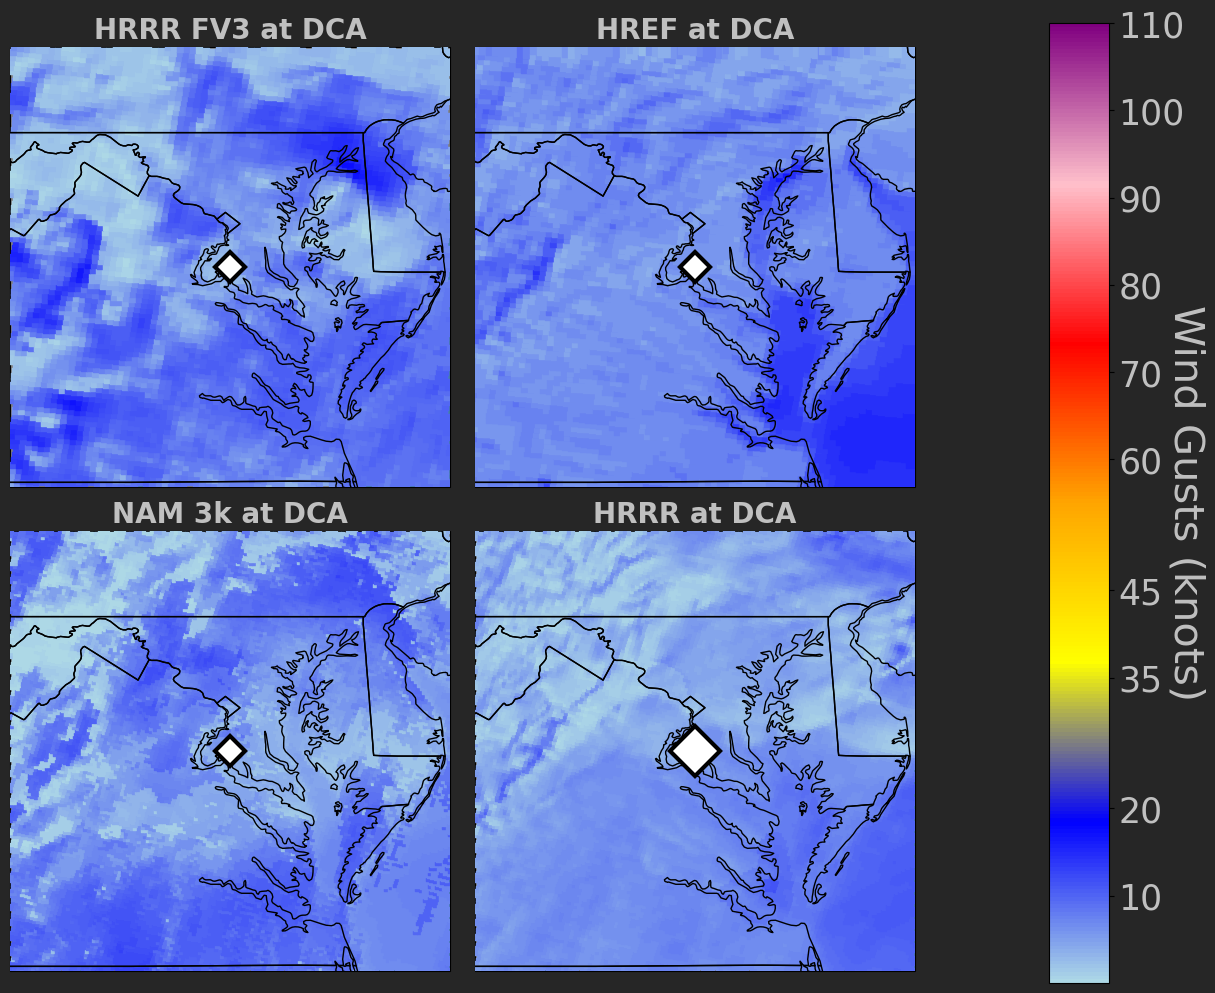 HRRR FV3 at DCA
HREF at DCA
NAM 3k at DCA
HRRR at DCA
110
100
90
80
70
60
45
35
20
10
Wind Gusts (knots)